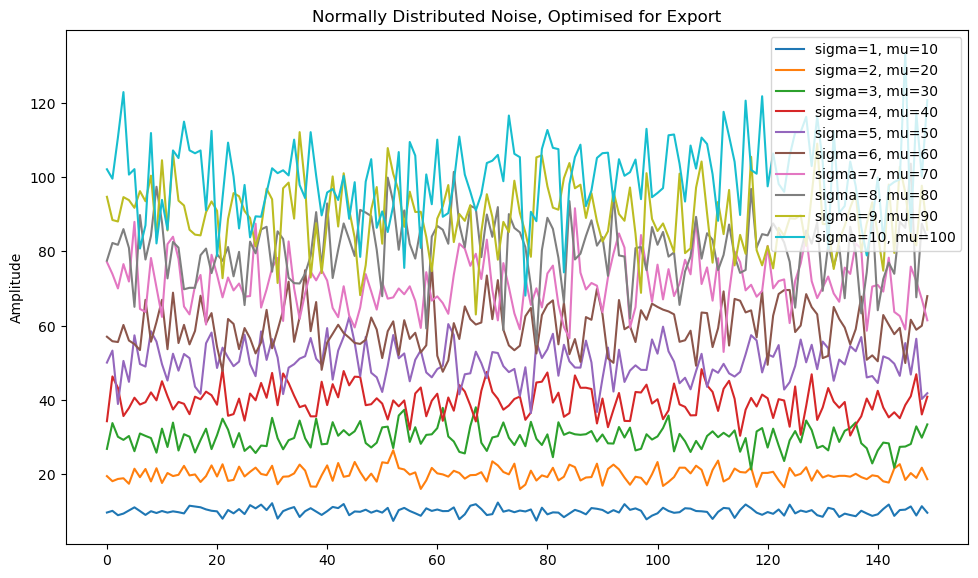 Normally Distributed Noise, Optimised for Export
Amplitude
120
100
80
60
40
20
0
20
40
60
80
100
120
140
sigma=1, mu=10
sigma=2, mu=20
sigma=3, mu=30
sigma=4, mu=40
sigma=5, mu=50
sigma=6, mu=60
sigma=7, mu=70
sigma=8, mu=80
sigma=9, mu=90
sigma=10, mu=100